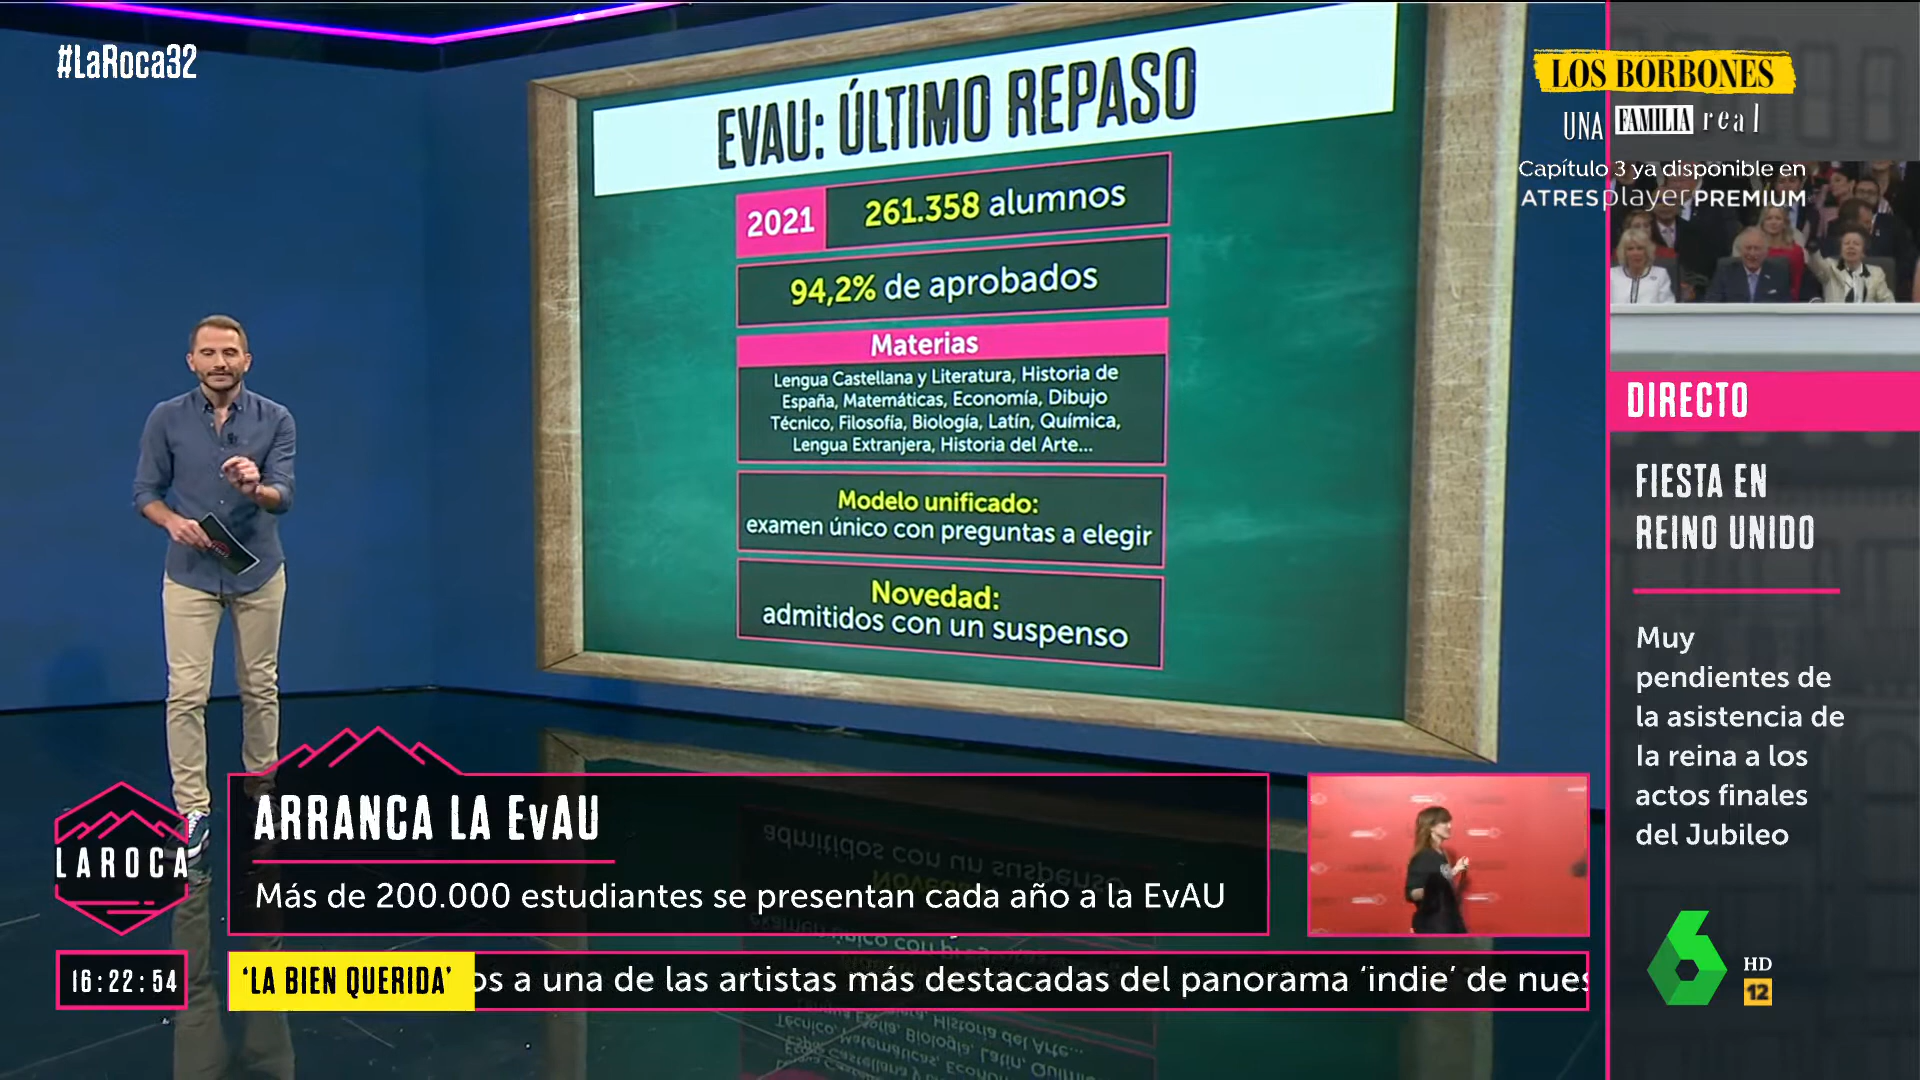 #LaRoca32
EVAU: ÚLTIMO REPASO
2021
261.358 alumnos
94,2% de aprobados
Materias
Lengua Castellana y Literatura, Historia de
España, Matemáticas, Economía, Dibujo
Técnico, Filosofía, Biología, Latín, Química,
Lengua Extranjera, Historia del Arte...
Modelo unificado:
examen único con preguntas a elegir
Novedad:
admitidos con un suspenso
LOS BORBONES
UNA FAMILIA real
Capítulo 3 ya disponible en
ATRESplayerPREMIUM
DIRECTO
FIESTA EN
REINO UNIDO
Muy
pendientes de
la asistencia de
la reina a los
actos finales
del Jubileo
LAROCA
ARRANCA LA EvAU
Más de 200.000 estudiantes se presentan cada año a la EvAU
16:22:54
'LA BIEN QUERIDA'
os a una de las artistas más destacadas del panorama 'indie' de nues
6
HD
12